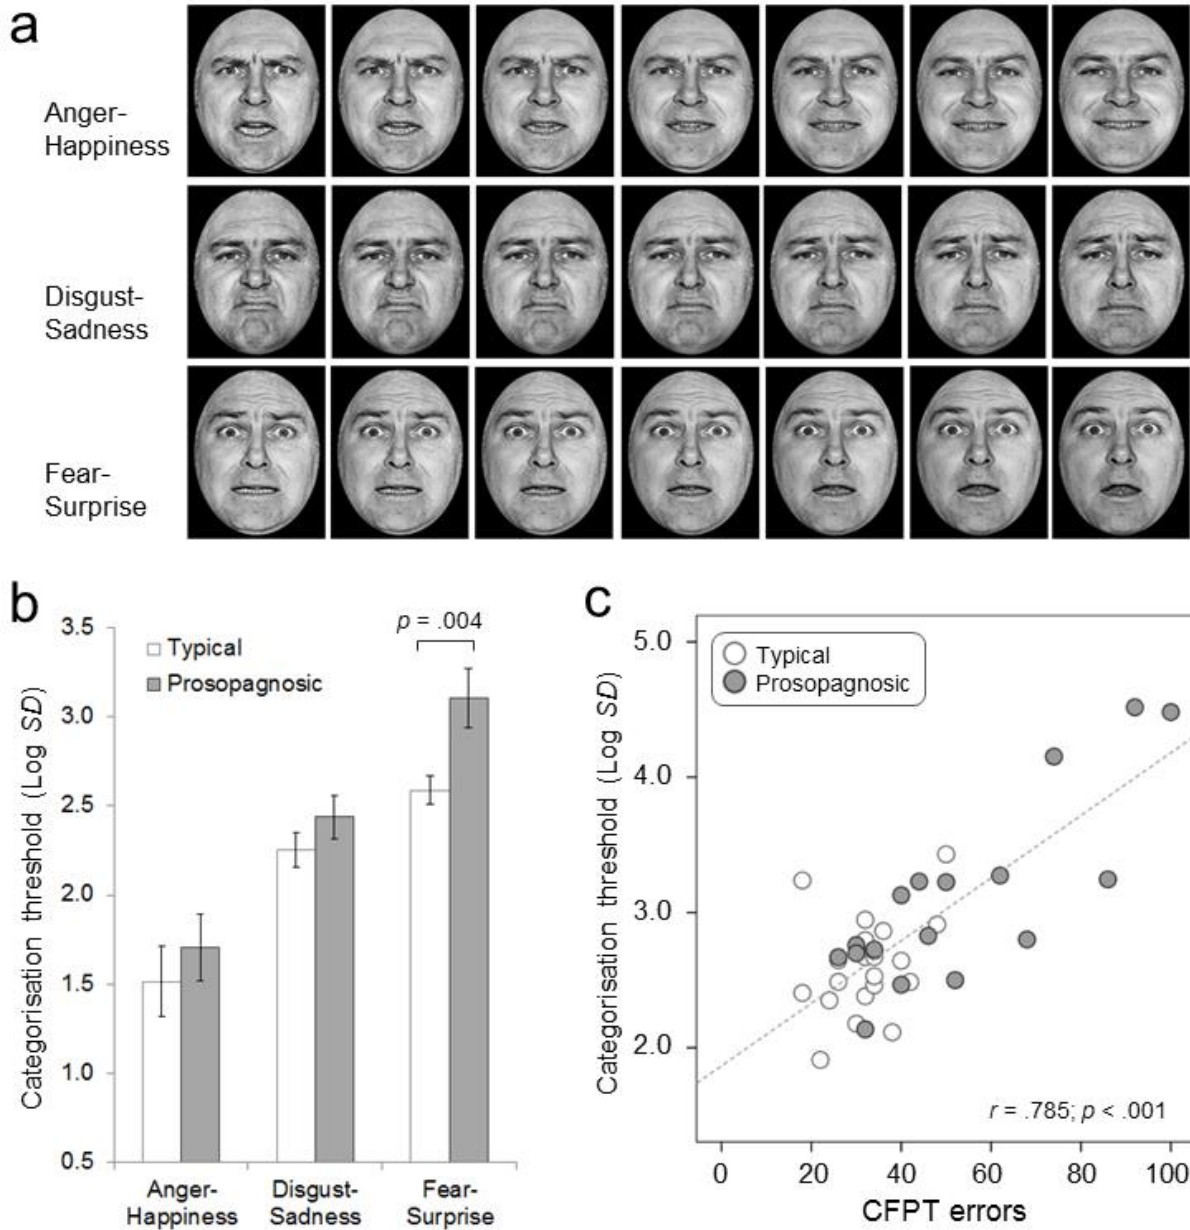 a
Anger-
Happiness
Disgust-
Sadness
Fear-
Surprise
b
Categorisation threshold (Log SD)
3.5
3.0
2.5
2.0
1.5
1.0
0.5
Typical
Prosopagnosic
p = .004
Anger-
Happiness
Disgust-
Sadness
Fear-
Surprise
c
Categorisation threshold (Log SD)
5.0
4.0
3.0
2.0
Typical
Prosopagnosic
r = .785; p < .001
0 20 40 60 80 100
CFPT errors